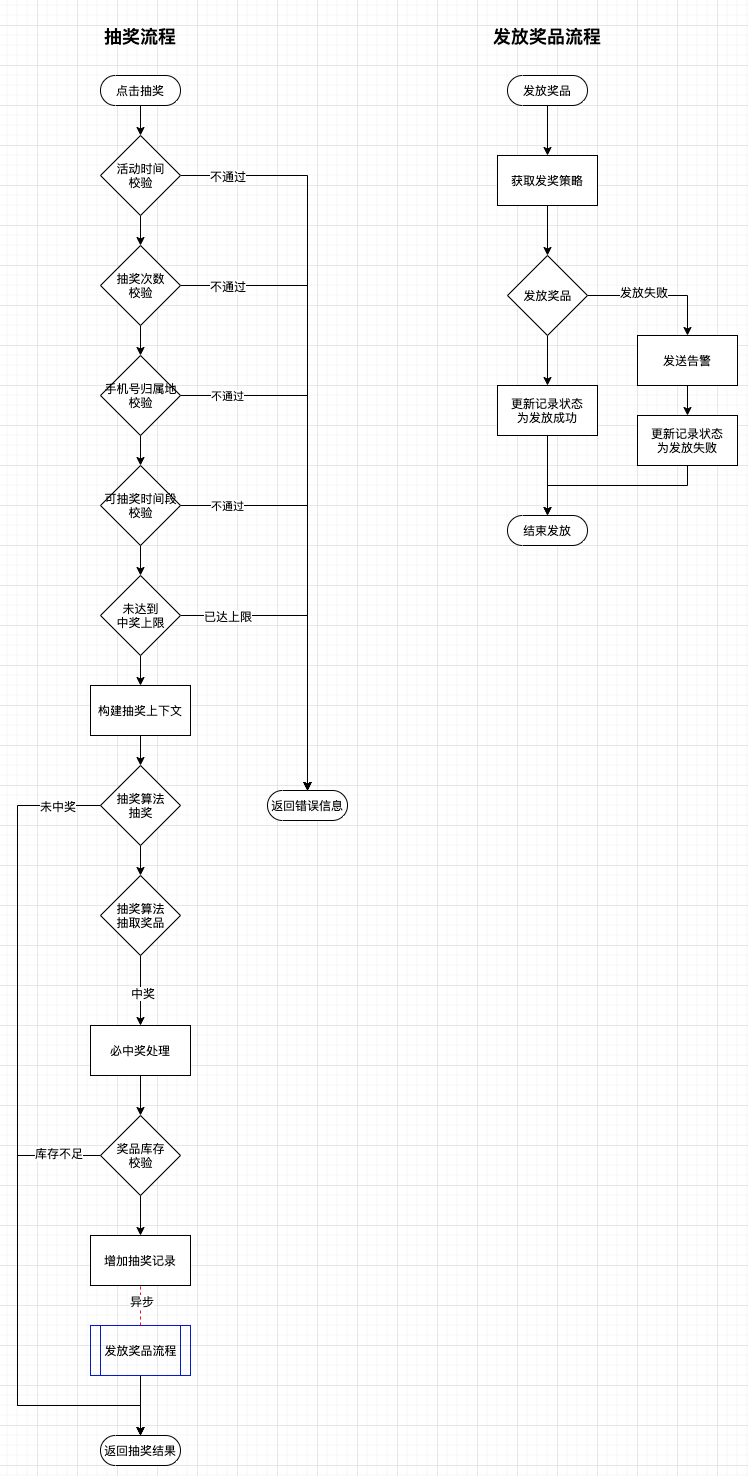 抽奖流程
点击抽奖
活动时间
校验
不通过
抽奖次数
校验
不通过
手机号归属地
校验
不通过
可抽奖时间段
校验
不通过
未达到
中奖上限
已达上限
构建抽奖上下文
抽奖算法
抽奖
未中奖
返回错误信息
抽奖算法
抽取奖品
中奖
必中奖处理
奖品库存
校验
库存不足
增加抽奖记录
异步
发放奖品流程
返回抽奖结果
发放奖品流程
发放奖品
获取发奖策略
发放奖品
发放失败
发送告警
更新记录状态
为发放成功
更新记录状态
为发放失败
结束发放